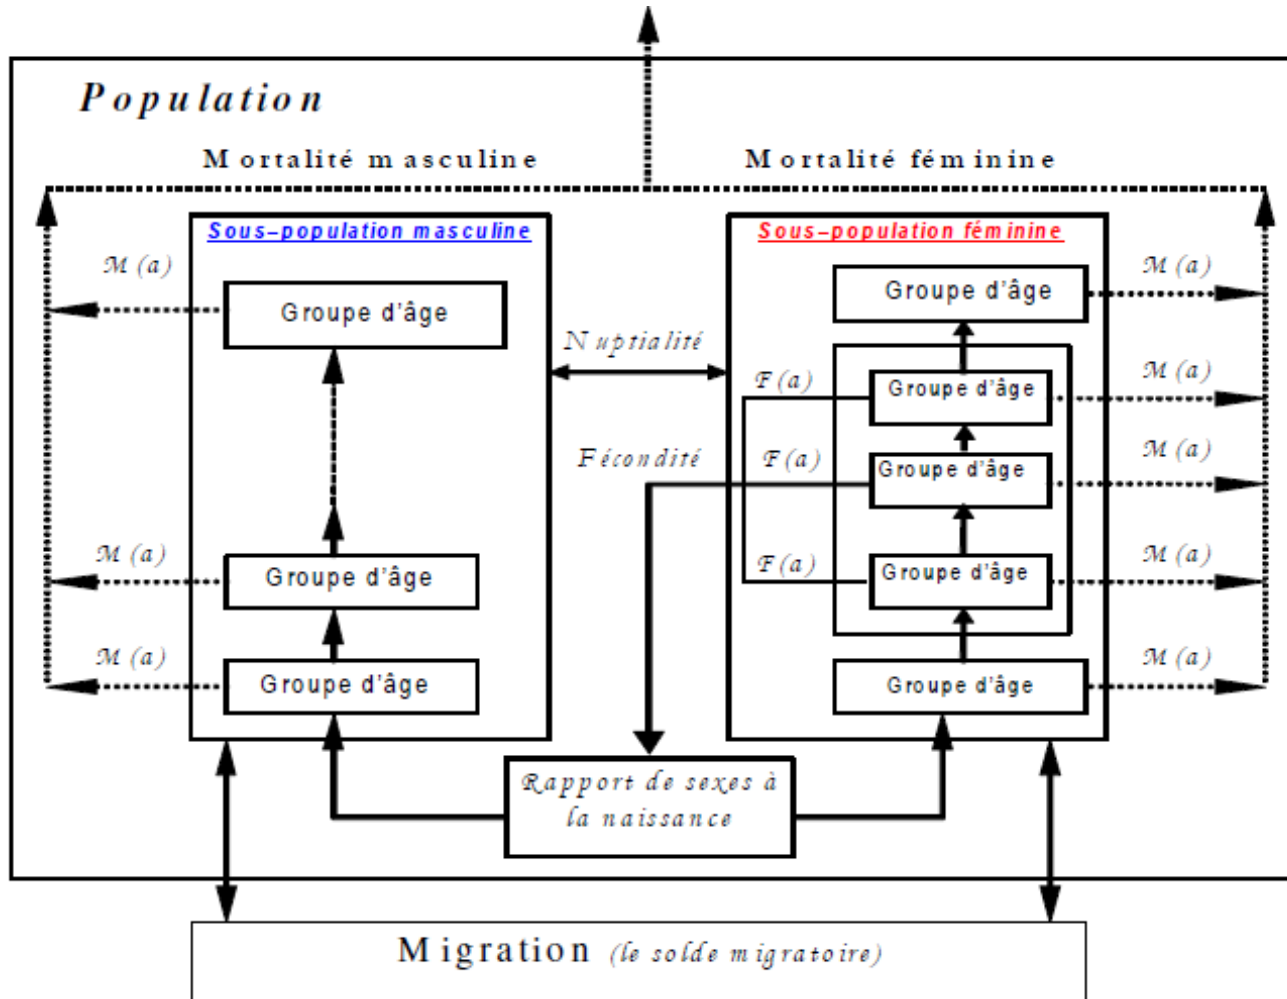 Population
Mortalité masculine
Mortalité féminine
Sous-population masculine
Sous-population féminine
M (a)
Groupe d'âge
Groupe d'âge
M (a)
Nuptialité
F (a)
Groupe d'âge
M (a)
Fécondité
F (a)
Groupe d'âge
M (a)
M (a)
Groupe d'âge
F (a)
Groupe d'âge
M (a)
M (a)
Groupe d'âge
Groupe d'âge
M (a)
Rapport de sexes à
la naissance
Migration (le solde migratoire)